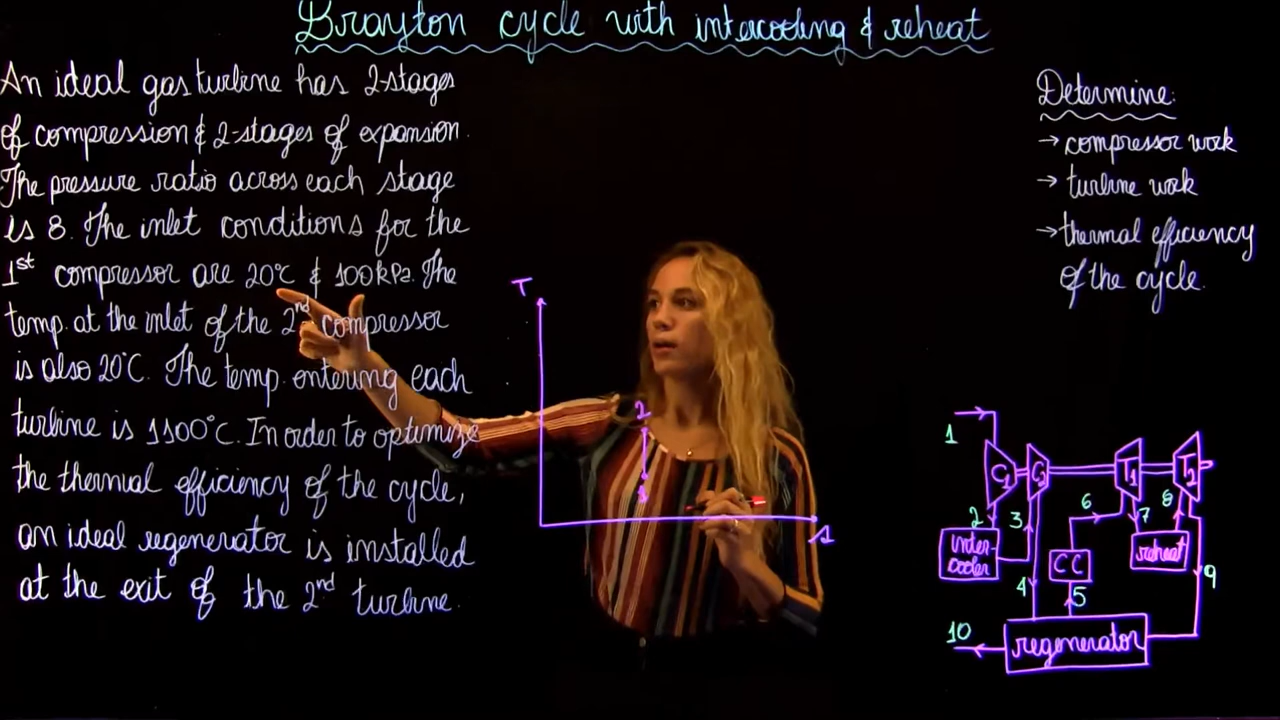 Brayton cycle with intercooling & reheat
An ideal gas turbine has 2-stages
of compression & 2-stages of expansion.
The pressure ratio across each stage
is 8. The inlet conditions for the
1st compressor are 20°C & 100kPa. The
temp. at the inlet of the 2nd compressor
is also 20°C. The temp. entering each
turbine is 1100°C. In order to optimize
the thermal efficiency of the cycle,
an ideal regenerator is installed
at the exit of the 2nd turbine.
T
2
1
s
Determine:
→ compressor work
→ turbine work
→ thermal efficiency
of the cycle.
1
C1 C2 T1 T2
2 3 6 7 8
inter-
cooler
CC
reheat
4 5 9
10
regenerator